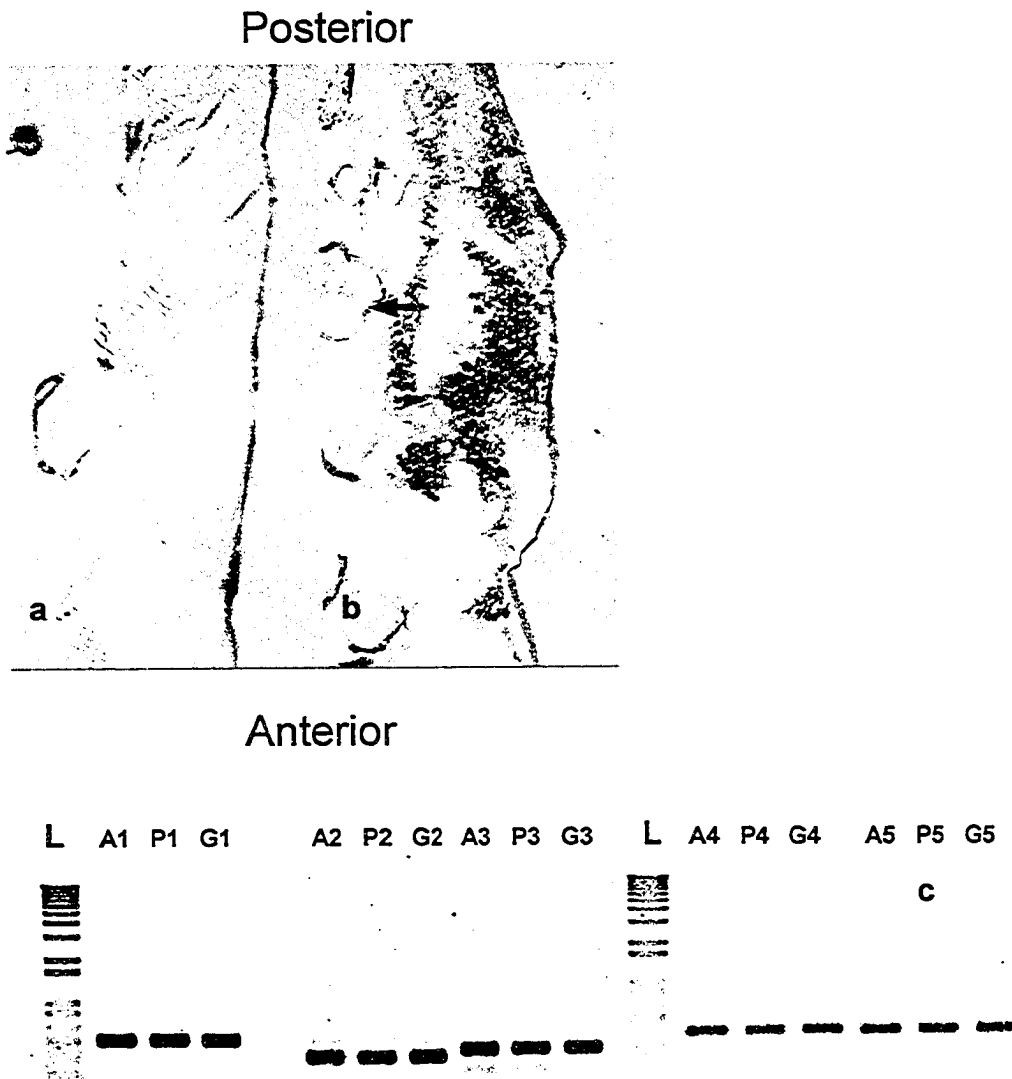 Posterior
a
b
Anterior
L A1 P1 G1 A2 P2 G2 A3 P3 G3 L A4 P4 G4 A5 P5 G5
c